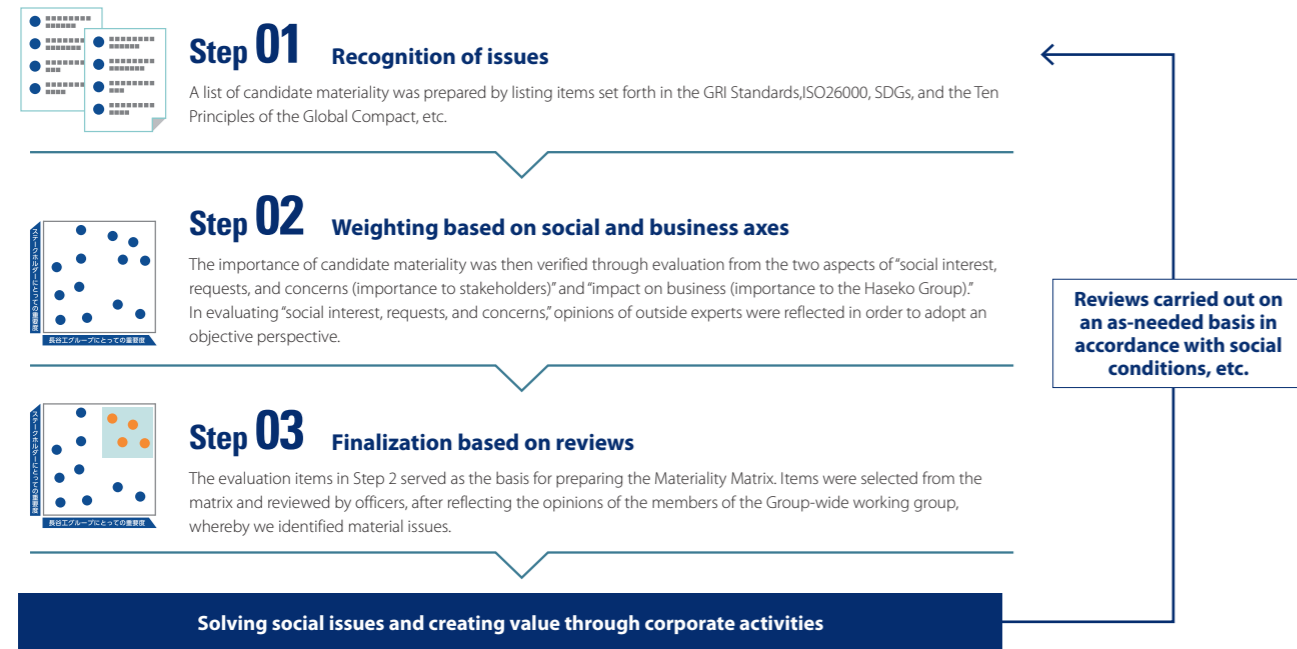 Step 01 Recognition of issues
A list of candidate materiality was prepared by listing items set forth in the GRI Standards,ISO26000, SDGs, and the Ten
Principles of the Global Compact, etc.
Step 02 Weighting based on social and business axes
The importance of candidate materiality was then verified through evaluation from the two aspects of “social interest,
requests, and concerns (importance to stakeholders)” and “impact on business (importance to the Haseko Group).”
In evaluating “social interest, requests, and concerns,” opinions of outside experts were reflected in order to adopt an
objective perspective.
ステークホルダーにとっての重要度
長谷工グループにとっての重要度
Step 03 Finalization based on reviews
The evaluation items in Step 2 served as the basis for preparing the Materiality Matrix. Items were selected from the
matrix and reviewed by officers, after reflecting the opinions of the members of the Group-wide working group,
whereby we identified material issues.
ステークホルダーにとっての重要度
長谷工グループにとっての重要度
Solving social issues and creating value through corporate activities
Reviews carried out on
an as-needed basis in
accordance with social
conditions, etc.